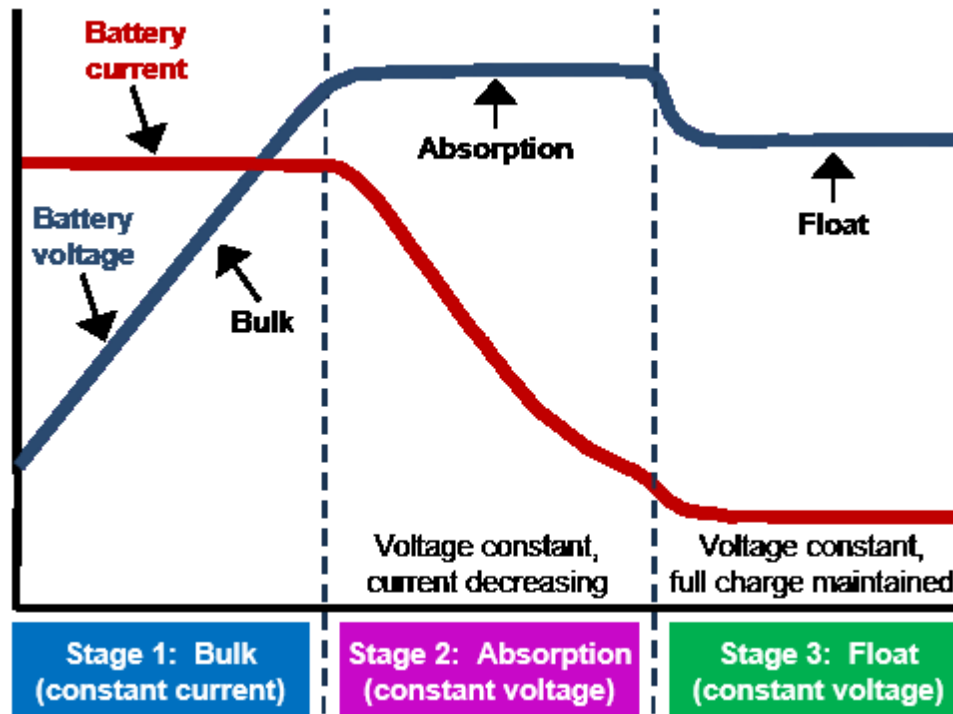 Battery
current
Absorption
Battery
voltage
Float
Bulk
Voltage constant,
current decreasing
Voltage constant,
full charge maintained
Stage 1: Bulk
(constant current)
Stage 2: Absorption
(constant voltage)
Stage 3: Float
(constant voltage)